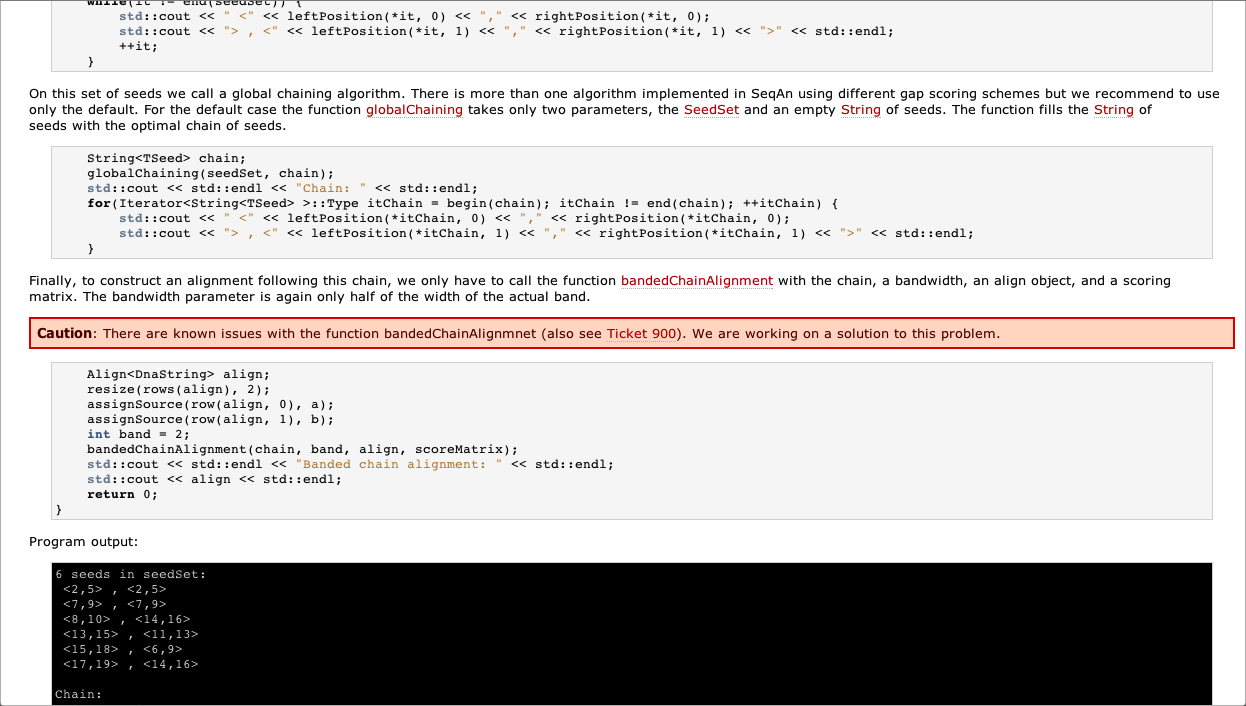 while(it != end(seedSet)) {
std::cout << " <" << leftPosition(*it, 0) << "," << rightPosition(*it, 0);
std::cout << "> , <" << leftPosition(*it, 1) << "," << rightPosition(*it, 1) << ">" << std::endl;
++it;
}
On this set of seeds we call a global chaining algorithm. There is more than one algorithm implemented in SeqAn using different gap scoring schemes but we recommend to use
only the default. For the default case the function globalChaining takes only two parameters, the SeedSet and an empty String of seeds. The function fills the String of
seeds with the optimal chain of seeds.
String<TSeed> chain;
globalChaining(seedSet, chain);
std::cout << std::endl << "Chain: " << std::endl;
for(Iterator<String<TSeed> >::Type itChain = begin(chain); itChain != end(chain); ++itChain) {
std::cout << " <" << leftPosition(*itChain, 0) << "," << rightPosition(*itChain, 0);
std::cout << "> , <" << leftPosition(*itChain, 1) << "," << rightPosition(*itChain, 1) << ">" << std::endl;
}
Finally, to construct an alignment following this chain, we only have to call the function bandedChainAlignment with the chain, a bandwidth, an align object, and a scoring
matrix. The bandwidth parameter is again only half of the width of the actual band.
Caution: There are known issues with the function bandedChainAlignmnet (also see Ticket 900). We are working on a solution to this problem.
Align<DnaString> align;
resize(rows(align), 2);
assignSource(row(align, 0), a);
assignSource(row(align, 1), b);
int band = 2;
bandedChainAlignment(chain, band, align, scoreMatrix);
std::cout << std::endl << "Banded chain alignment: " << std::endl;
std::cout << align << std::endl;
return 0;
}
Program output:
6 seeds in seedSet:
<2,5> , <2,5>
<7,9> , <7,9>
<8,10> , <14,16>
<13,15> , <11,13>
<15,18> , <6,9>
<17,19> , <14,16>
Chain: